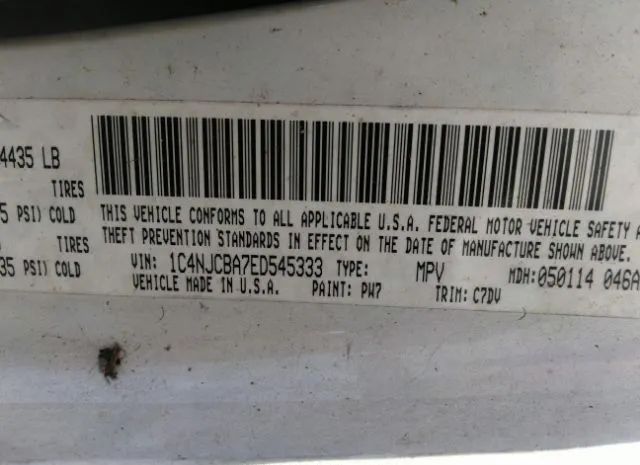 4435 LB
TIRES
5 PSI) COLD
TIRES
35 PSI) COLD
THIS VEHICLE CONFORMS TO ALL APPLICABLE U.S.A. FEDERAL MOTOR VEHICLE SAFETY A
THEFT PREVENTION STANDARDS IN EFFECT ON THE DATE OF MANUFACTURE SHOWN ABOVE.
VIN: 1C4NJCBA7ED545333 TYPE: MPV MDH:050114 046A
VEHICLE MADE IN U.S.A. PAINT: PW7 TRIM: C7DV